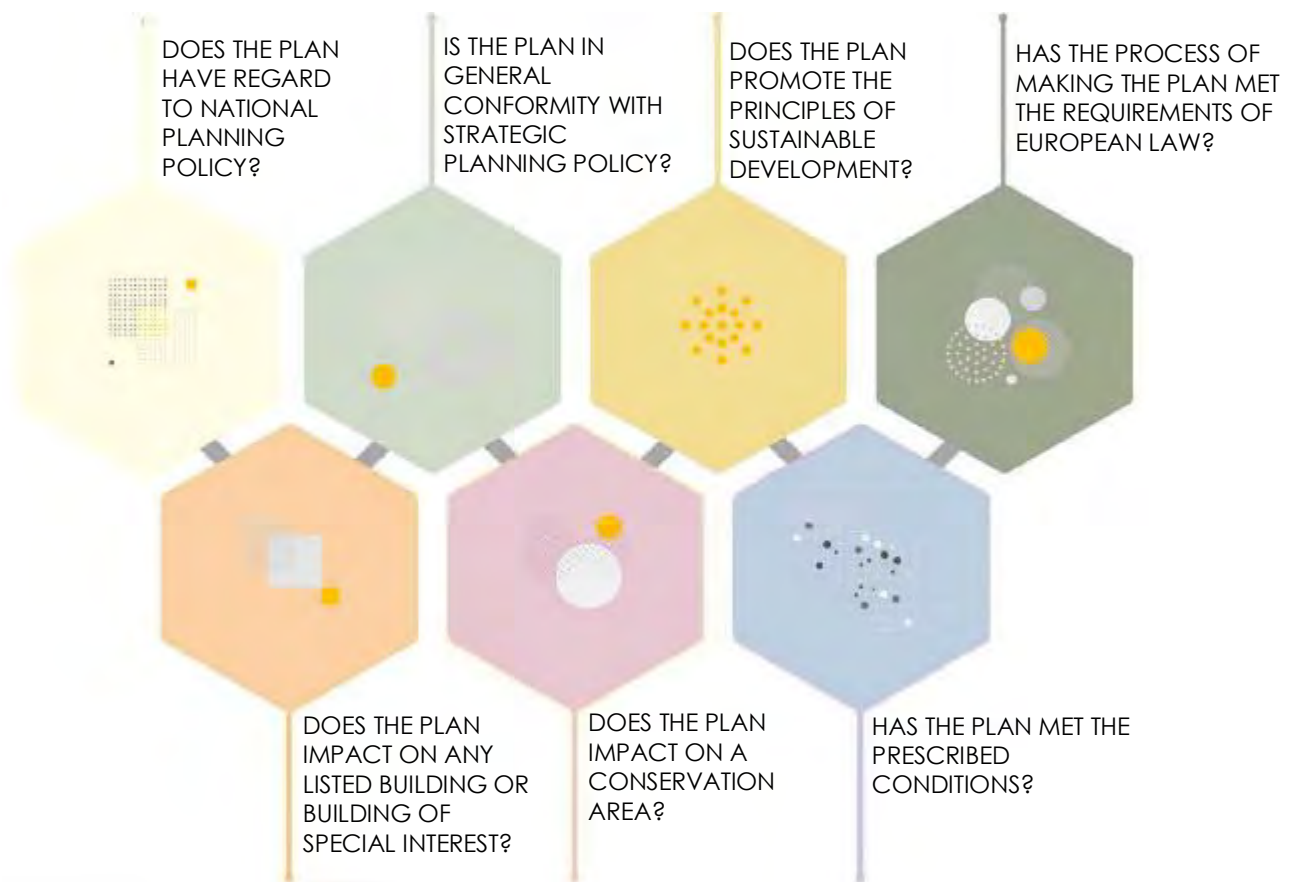 DOES THE PLAN
HAVE REGARD
TO NATIONAL
PLANNING
POLICY?
IS THE PLAN IN
GENERAL
CONFORMITY WITH
STRATEGIC
PLANNING POLICY?
DOES THE PLAN
PROMOTE THE
PRINCIPLES OF
SUSTAINABLE
DEVELOPMENT?
HAS THE PROCESS OF
MAKING THE PLAN MET
THE REQUIREMENTS OF
EUROPEAN LAW?
DOES THE PLAN
IMPACT ON ANY
LISTED BUILDING OR
BUILDING OF
SPECIAL INTEREST?
DOES THE PLAN
IMPACT ON A
CONSERVATION
AREA?
HAS THE PLAN MET THE
PRESCRIBED
CONDITIONS?